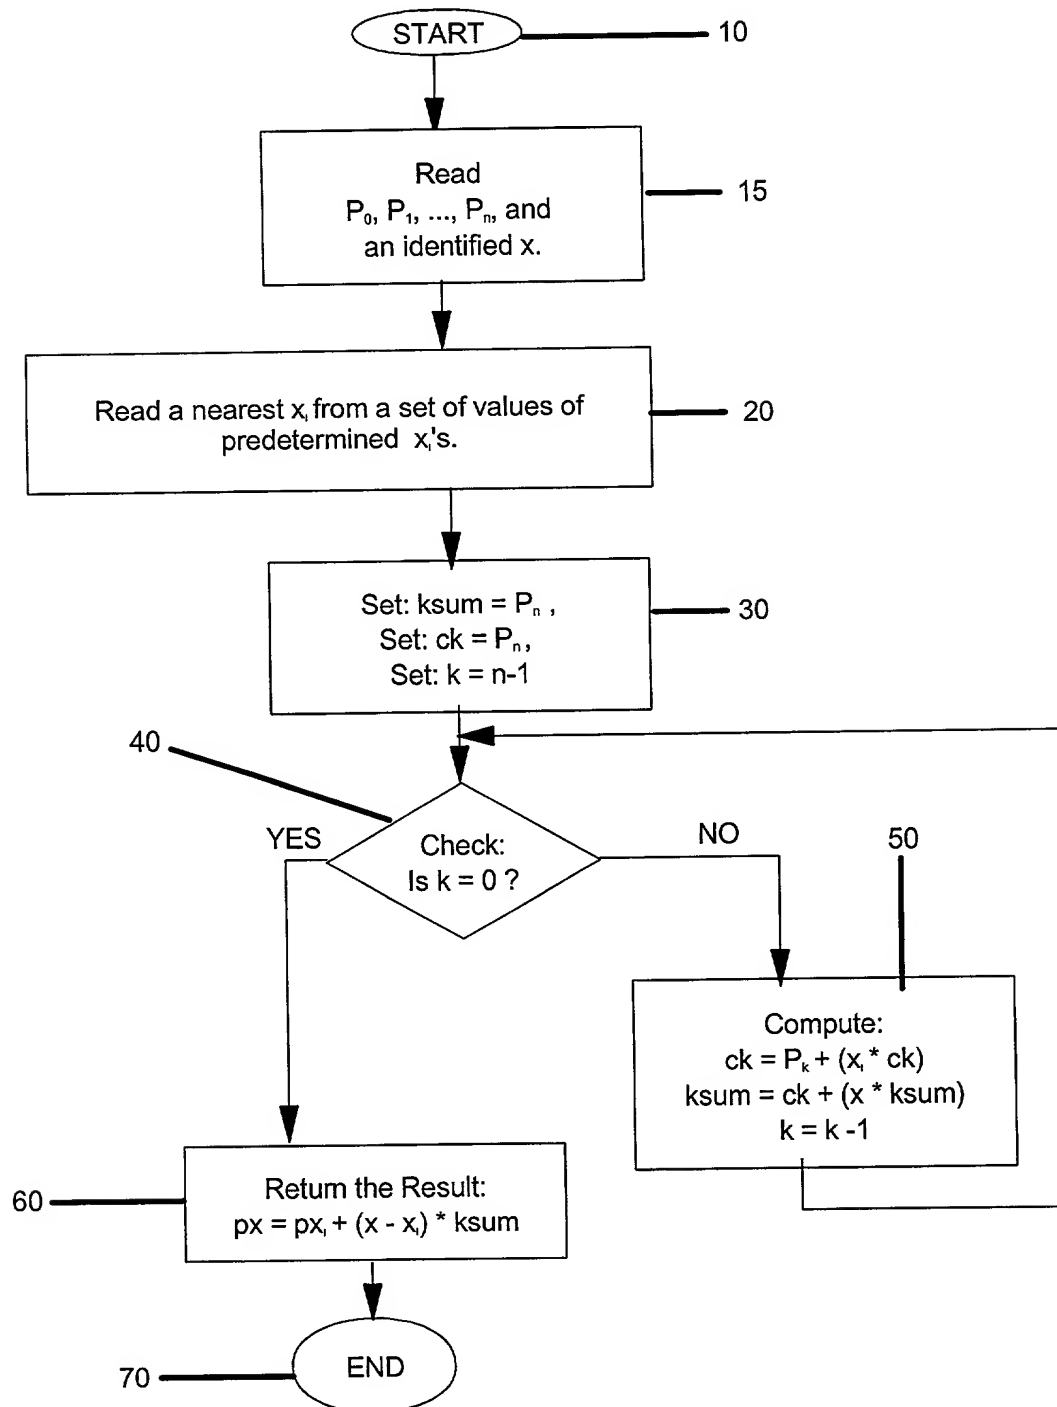 START
10
Read
P₀, P₁, ..., Pₙ, and
an identified x.
15
Read a nearest xᵢ from a set of values of
predetermined xᵢ's.
20
Set: ksum = Pₙ ,
Set: ck = Pₙ,
Set: k = n-1
30
40
YES
Check:
Is k = 0 ?
NO
50
Compute:
ck = Pₖ + (xᵢ * ck)
ksum = ck + (x * ksum)
k = k -1
60
Return the Result:
px = pxᵢ + (x - xᵢ) * ksum
70
END